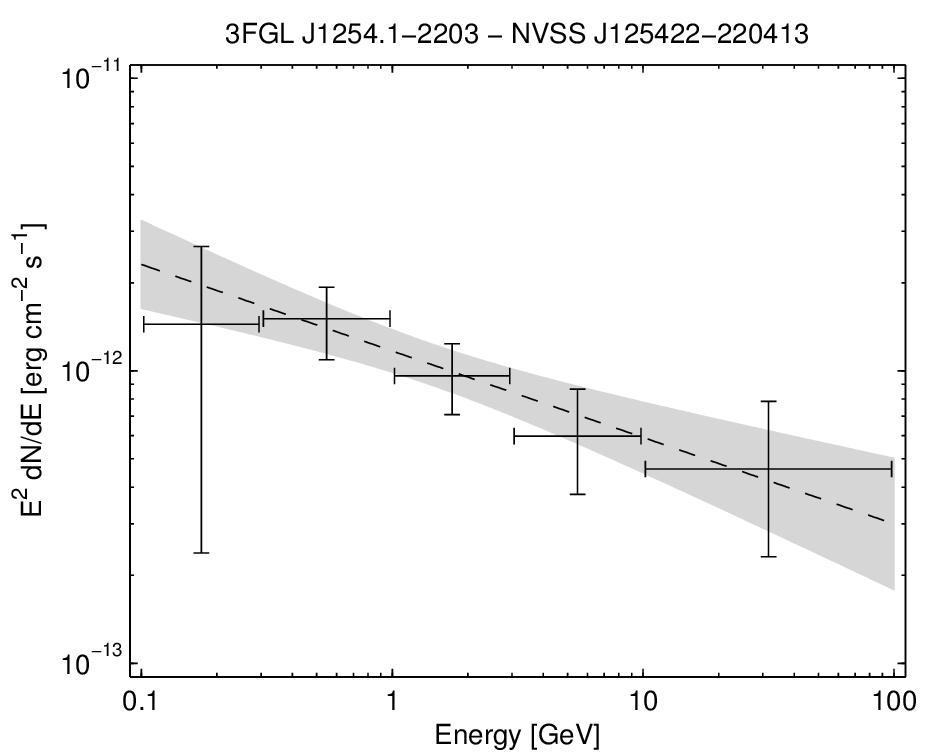 3FGL J1254.1−2203 − NVSS J125422−220413
E² dN/dE [erg cm⁻² s⁻¹]
10⁻¹¹
10⁻¹²
10⁻¹³
0.1 1 10 100
Energy [GeV]